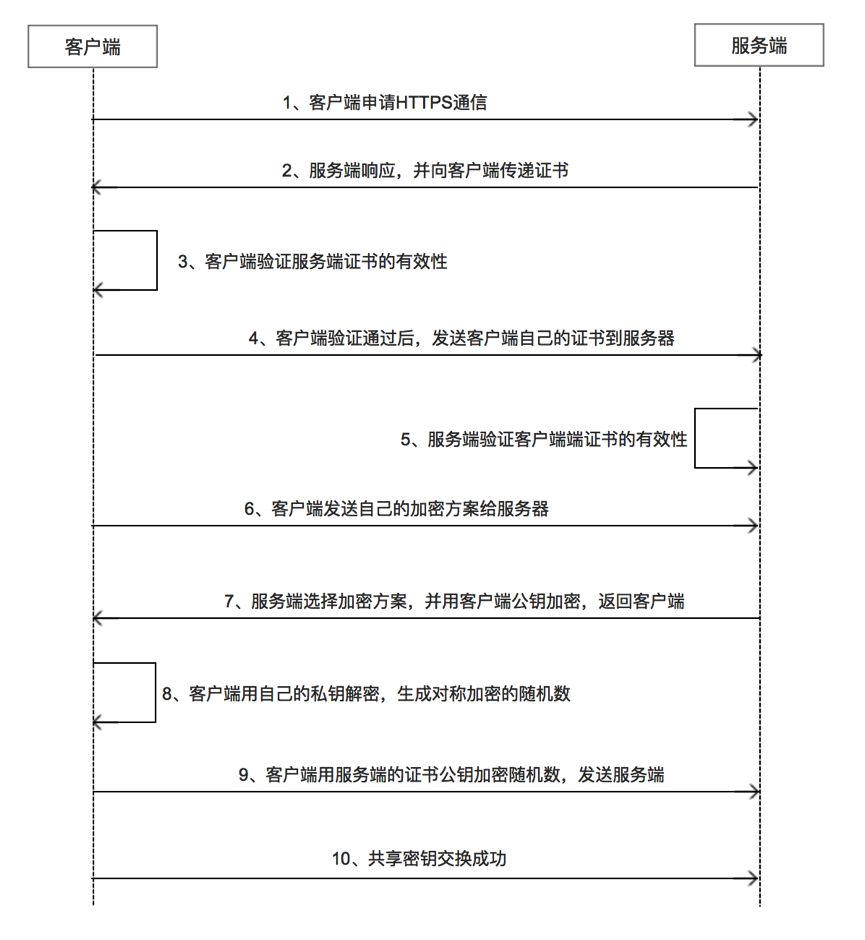 客户端
服务端
1、客户端申请HTTPS通信
2、服务端响应，并向客户端传递证书
3、客户端验证服务端证书的有效性
4、客户端验证通过后，发送客户端自己的证书到服务器
5、服务端验证客户端端证书的有效性
6、客户端发送自己的加密方案给服务器
7、服务端选择加密方案，并用客户端公钥加密，返回客户端
8、客户端用自己的私钥解密，生成对称加密的随机数
9、客户端用服务端的证书公钥加密随机数，发送服务端
10、共享密钥交换成功